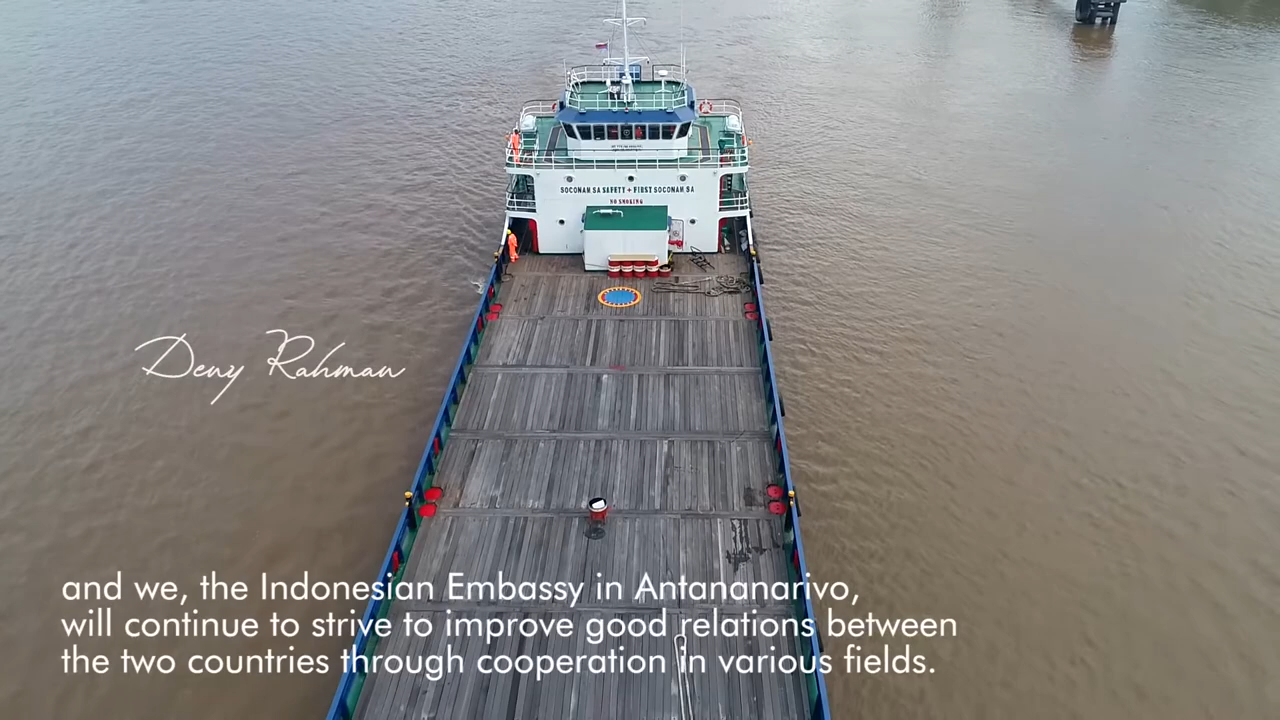 SOCONAM SA SAFETY + FIRST SOCONAM SA
NO SMOKING
Deny Rahman
and we, the Indonesian Embassy in Antananarivo,
will continue to strive to improve good relations between
the two countries through cooperation in various fields.